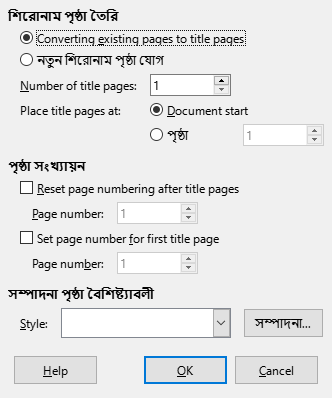 শিরোনাম পৃষ্ঠা তৈরি
Converting existing pages to title pages
নতুন শিরোনাম পৃষ্ঠা যোগ
Number of title pages: 1
Place title pages at: Document start
পৃষ্ঠা 1
পৃষ্ঠা সংখ্যায়ন
Reset page numbering after title pages
Page number: 1
Set page number for first title page
Page number: 1
সম্পাদনা পৃষ্ঠা বৈশিষ্ট্যাবলী
Style: সম্পাদনা...
Help OK Cancel